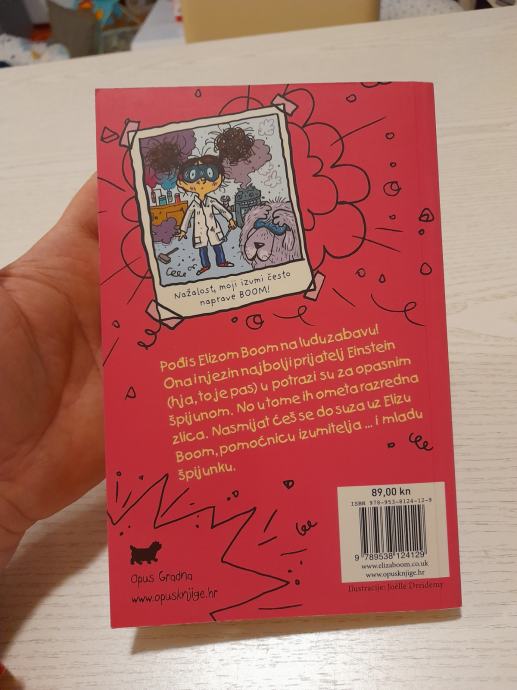 Nažalost, moji izumi često
naprave BOOM!
Pođi s Elizom Boom na ludu zabavu!
Ona i njezin najbolji prijatelj Einstein
(hja, to je pas) u potrazi su za opasnim
špijunom. No u tome ih ometa razredna
zlica. Nasmijat ćeš se do suza uz Elizu
Boom, pomoćnicu izumitelja ... i mladu
špijunku.
89,00 kn
ISBN 978-953-8124-12-9
9 789538 124129
www.elizaboom.co.uk
www.opusknjige.hr
Ilustracije: Joëlle Dreidemy
Opus Gradna
www.opusknjige.hr